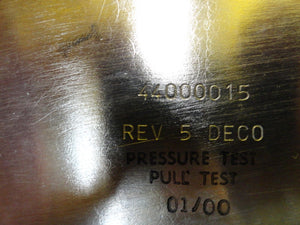 44000015
REV 5 DECO
PRESSURE TEST
PULL TEST
01/00